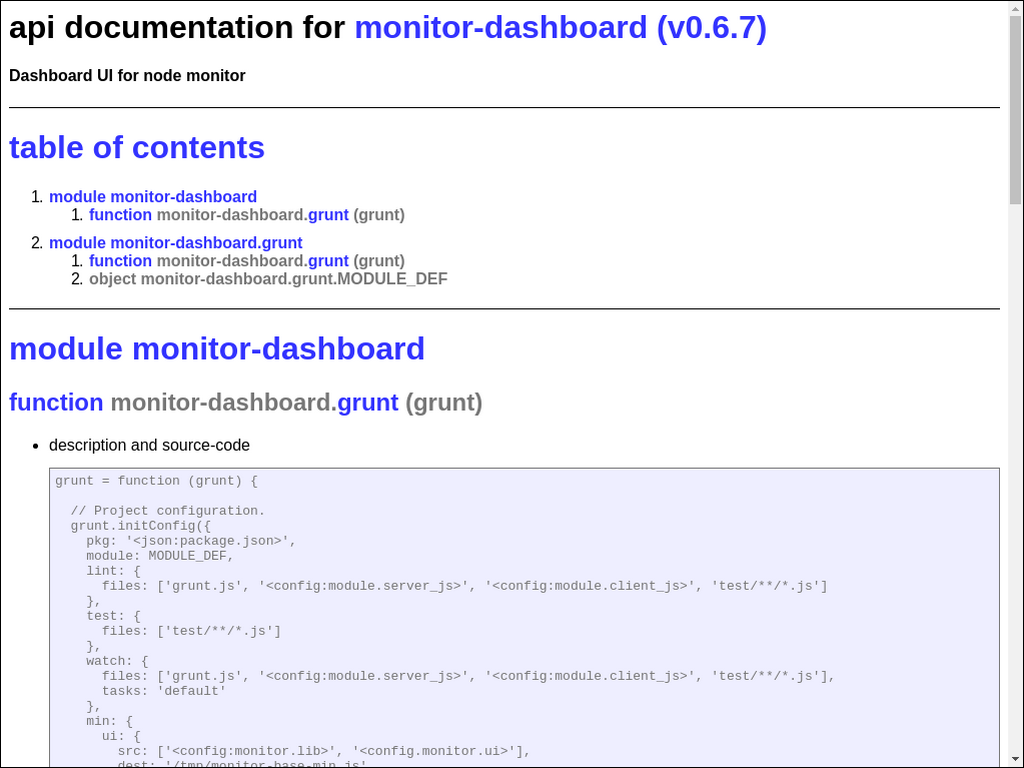 api documentation for monitor-dashboard (v0.6.7)
Dashboard UI for node monitor
table of contents
1. module monitor-dashboard
1. function monitor-dashboard.grunt (grunt)
2. module monitor-dashboard.grunt
1. function monitor-dashboard.grunt (grunt)
2. object monitor-dashboard.grunt.MODULE_DEF
module monitor-dashboard
function monitor-dashboard.grunt (grunt)
• description and source-code
grunt = function (grunt) {
  // Project configuration.
  grunt.initConfig({
    pkg: '<json:package.json>',
    module: MODULE_DEF,
    lint: {
      files: ['grunt.js', '<config:module.server_js>', '<config:module.client_js>', 'test/**/*.js']
    },
    test: {
      files: ['test/**/*.js']
    },
    watch: {
      files: ['grunt.js', '<config:module.server_js>', '<config:module.client_js>', 'test/**/*.js'],
      tasks: 'default'
    },
    min: {
      ui: {
        src: ['<config:monitor.lib>', '<config.monitor.ui>'],
        dest: '/tmp/monitor-base-min.js'